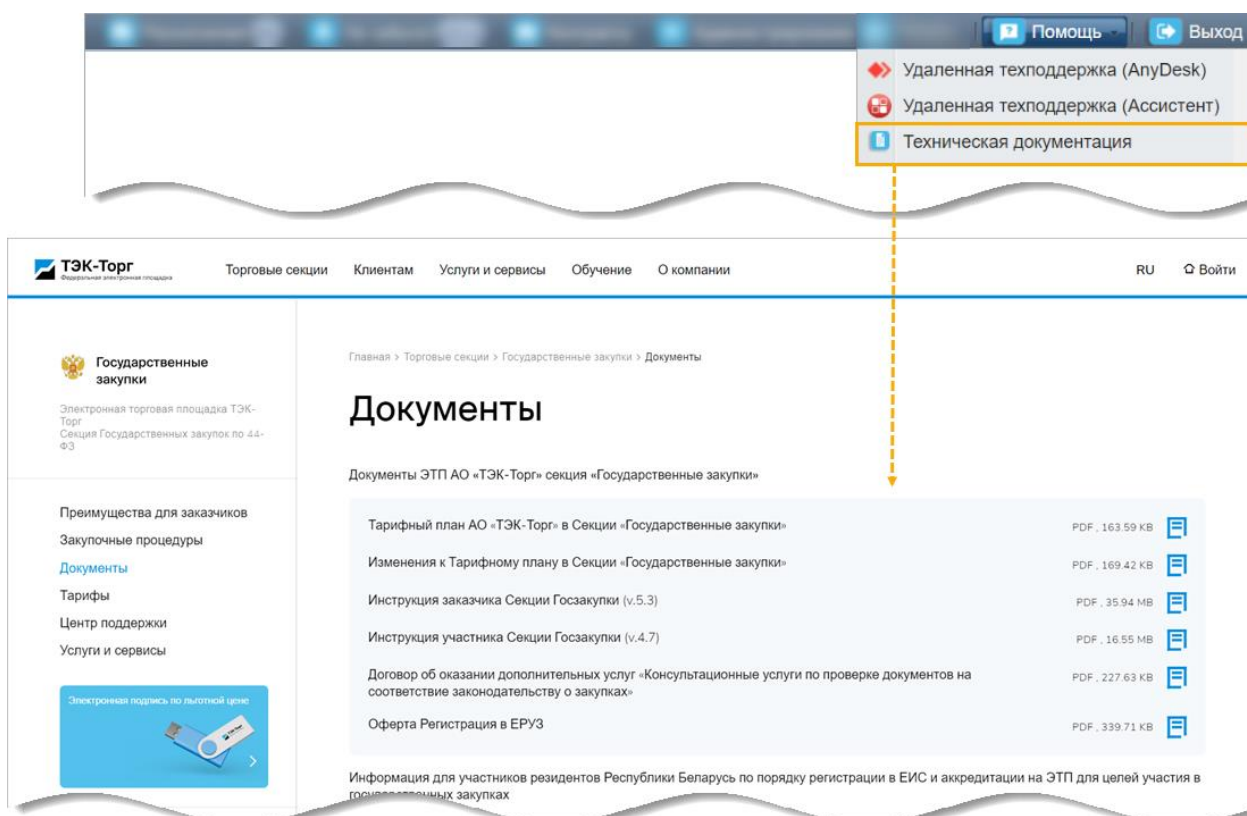 Помощь
Выход
Удаленная техподдержка (AnyDesk)
Удаленная техподдержка (Ассистент)
Техническая документация
ТЭК-Торг
Федеральная электронная площадка
Торговые секции
Клиентам
Услуги и сервисы
Обучение
О компании
RU
Войти
Государственные
закупки
Электронная торговая площадка ТЭК-
Торг
Секция Государственных закупок по 44-
ФЗ
Преимущества для заказчиков
Закупочные процедуры
Документы
Тарифы
Центр поддержки
Услуги и сервисы
Электронная подпись по льготной цене
Главная > Торговые секции > Государственные закупки > Документы
Документы
Документы ЭТП АО «ТЭК-Торг» секция «Государственные закупки»
Тарифный план АО «ТЭК-Торг» в Секции «Государственные закупки»
PDF , 163.59 KB
Изменения к Тарифному плану в Секции «Государственные закупки»
PDF , 169.42 KB
Инструкция заказчика Секции Госзакупки (v.5.3)
PDF , 35.94 MB
Инструкция участника Секции Госзакупки (v.4.7)
PDF , 16.55 MB
Договор об оказании дополнительных услуг «Консультационные услуги по проверке документов на
соответствие законодательству о закупках»
PDF , 227.63 KB
Оферта Регистрация в ЕРУЗ
PDF , 339.71 KB
Информация для участников резидентов Республики Беларусь по порядку регистрации в ЕИС и аккредитации на ЭТП для целей участия в
государственных закупках